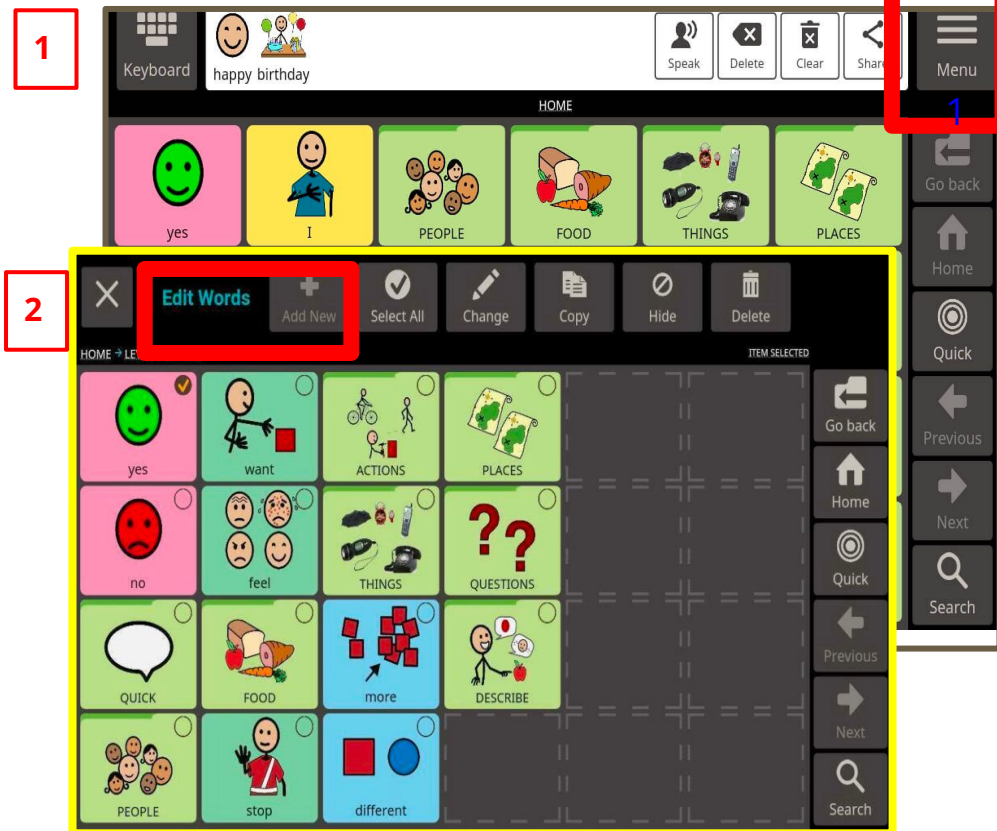 1
Keyboard
happy birthday
Speak Delete Clear Share
Menu
HOME
1
yes I PEOPLE FOOD THINGS PLACES
Go back
Home
Quick
Previous
Next
Search
2
Edit Words
Add New Select All Change Copy Hide Delete
HOME → LEV
ITEM SELECTED
yes want ACTIONS PLACES
no feel THINGS QUESTIONS
QUICK FOOD more DESCRIBE
PEOPLE stop different
Go back
Home
Quick
Previous
Next
Search